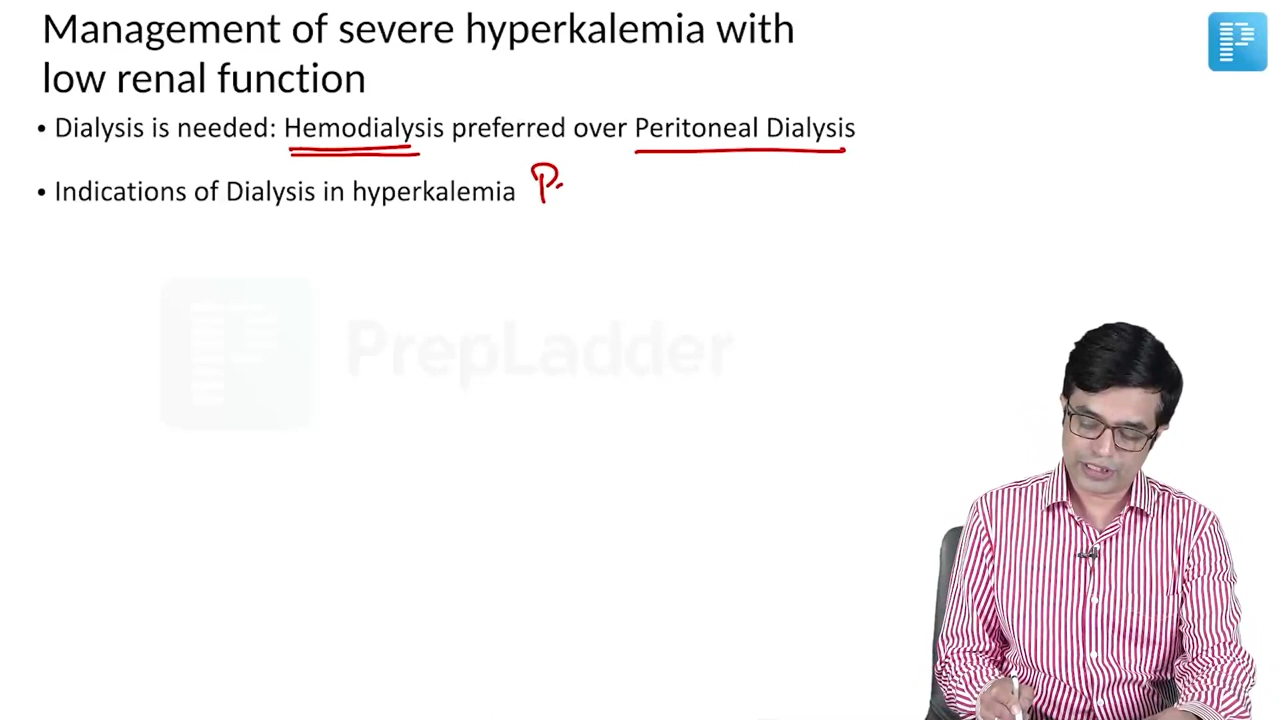 Management of severe hyperkalemia with
low renal function
• Dialysis is needed: Hemodialysis preferred over Peritoneal Dialysis
• Indications of Dialysis in hyperkalemia P.
PrepLadder